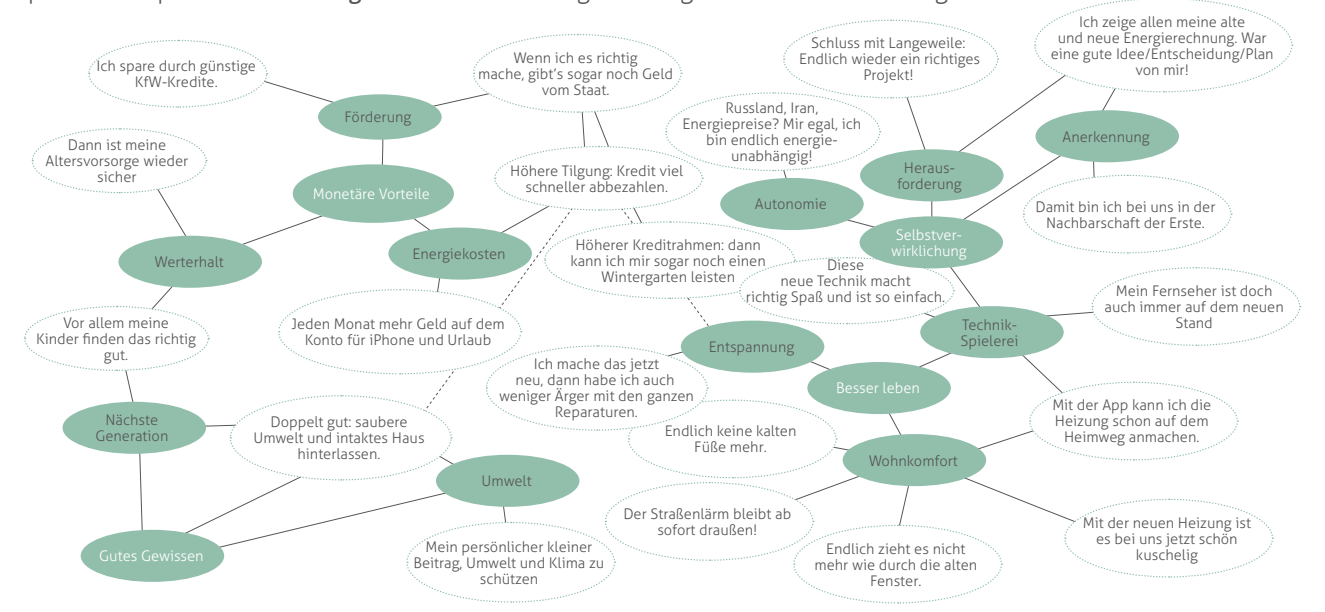 Ich zeige allen meine alte
und neue Energierechnung. War
eine gute Idee/Entscheidung/Plan
von mir!
Schluss mit Langeweile:
Endlich wieder ein richtiges
Projekt!
Wenn ich es richtig
mache, gibt's sogar noch Geld
vom Staat.
Ich spare durch günstige
KfW-Kredite.
Förderung
Russland, Iran,
Energiepreise? Mir egal, ich
bin endlich energie-
unabhängig!
Anerkennung
Dann ist meine
Altersvorsorge wieder
sicher
Höhere Tilgung: Kredit viel
schneller abbezahlen.
Heraus-
forderung
Monetäre Vorteile
Autonomie
Damit bin ich bei uns in der
Nachbarschaft der Erste.
Selbstver-
wirklichung
Werterhalt
Energiekosten
Höherer Kreditrahmen: dann
kann ich mir sogar noch einen
Wintergarten leisten
Diese
neue Technik macht
richtig Spaß und ist so einfach.
Mein Fernseher ist doch
auch immer auf dem neuen
Stand
Vor allem meine
Kinder finden das richtig
gut.
Jeden Monat mehr Geld auf dem
Konto für iPhone und Urlaub
Technik-
Spielerei
Entspannung
Ich mache das jetzt
neu, dann habe ich auch
weniger Ärger mit den ganzen
Reparaturen.
Besser leben
Nächste
Generation
Doppelt gut: saubere
Umwelt und intaktes Haus
hinterlassen.
Endlich keine kalten
Füße mehr.
Mit der App kann ich die
Heizung schon auf dem
Heimweg anmachen.
Wohnkomfort
Umwelt
Der Straßenlärm bleibt ab
sofort draußen!
Mit der neuen Heizung ist
es bei uns jetzt schön
kuschelig
Gutes Gewissen
Mein persönlicher kleiner
Beitrag, Umwelt und Klima zu
schützen
Endlich zieht es nicht
mehr wie durch die alten
Fenster.